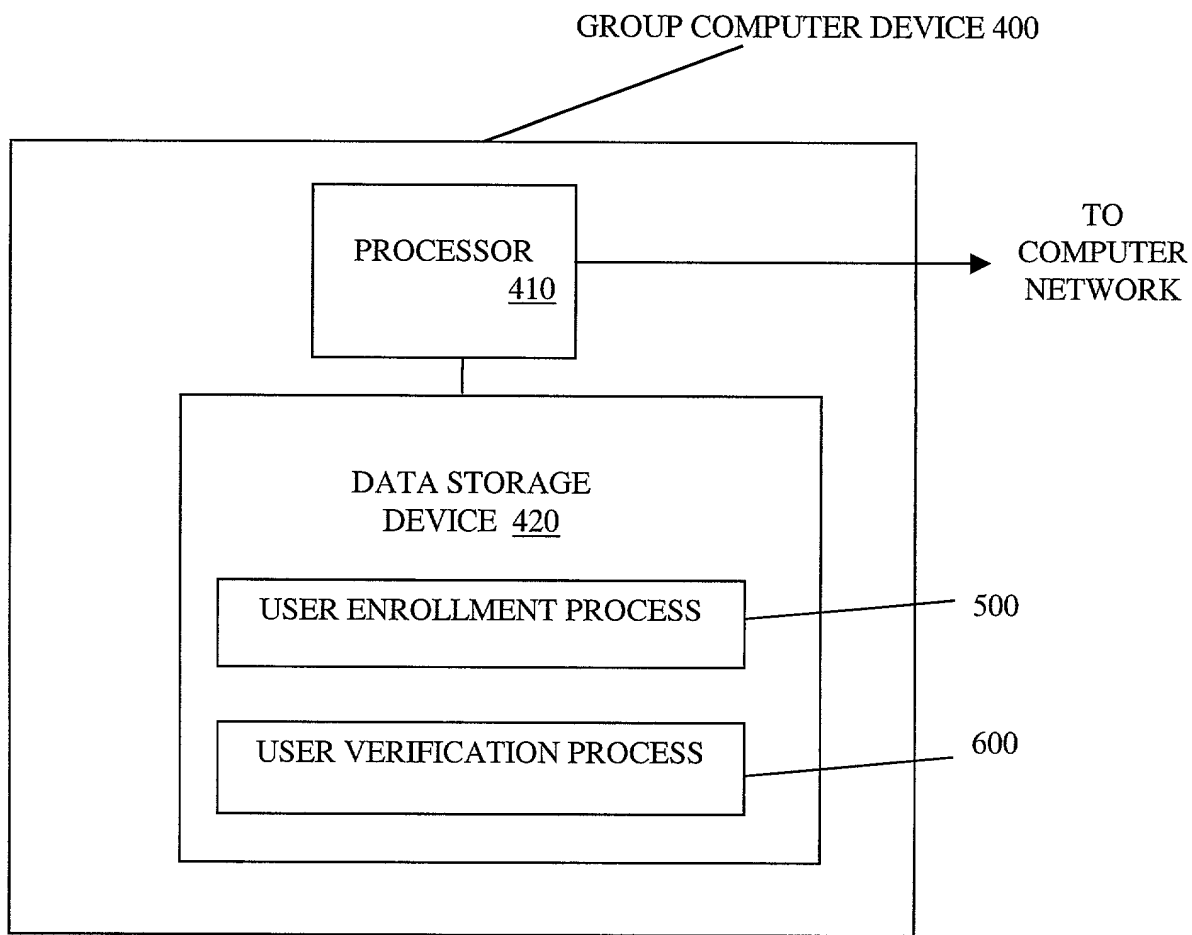 GROUP COMPUTER DEVICE 400
PROCESSOR
410
TO
COMPUTER
NETWORK
DATA STORAGE
DEVICE 420
USER ENROLLMENT PROCESS
500
USER VERIFICATION PROCESS
600